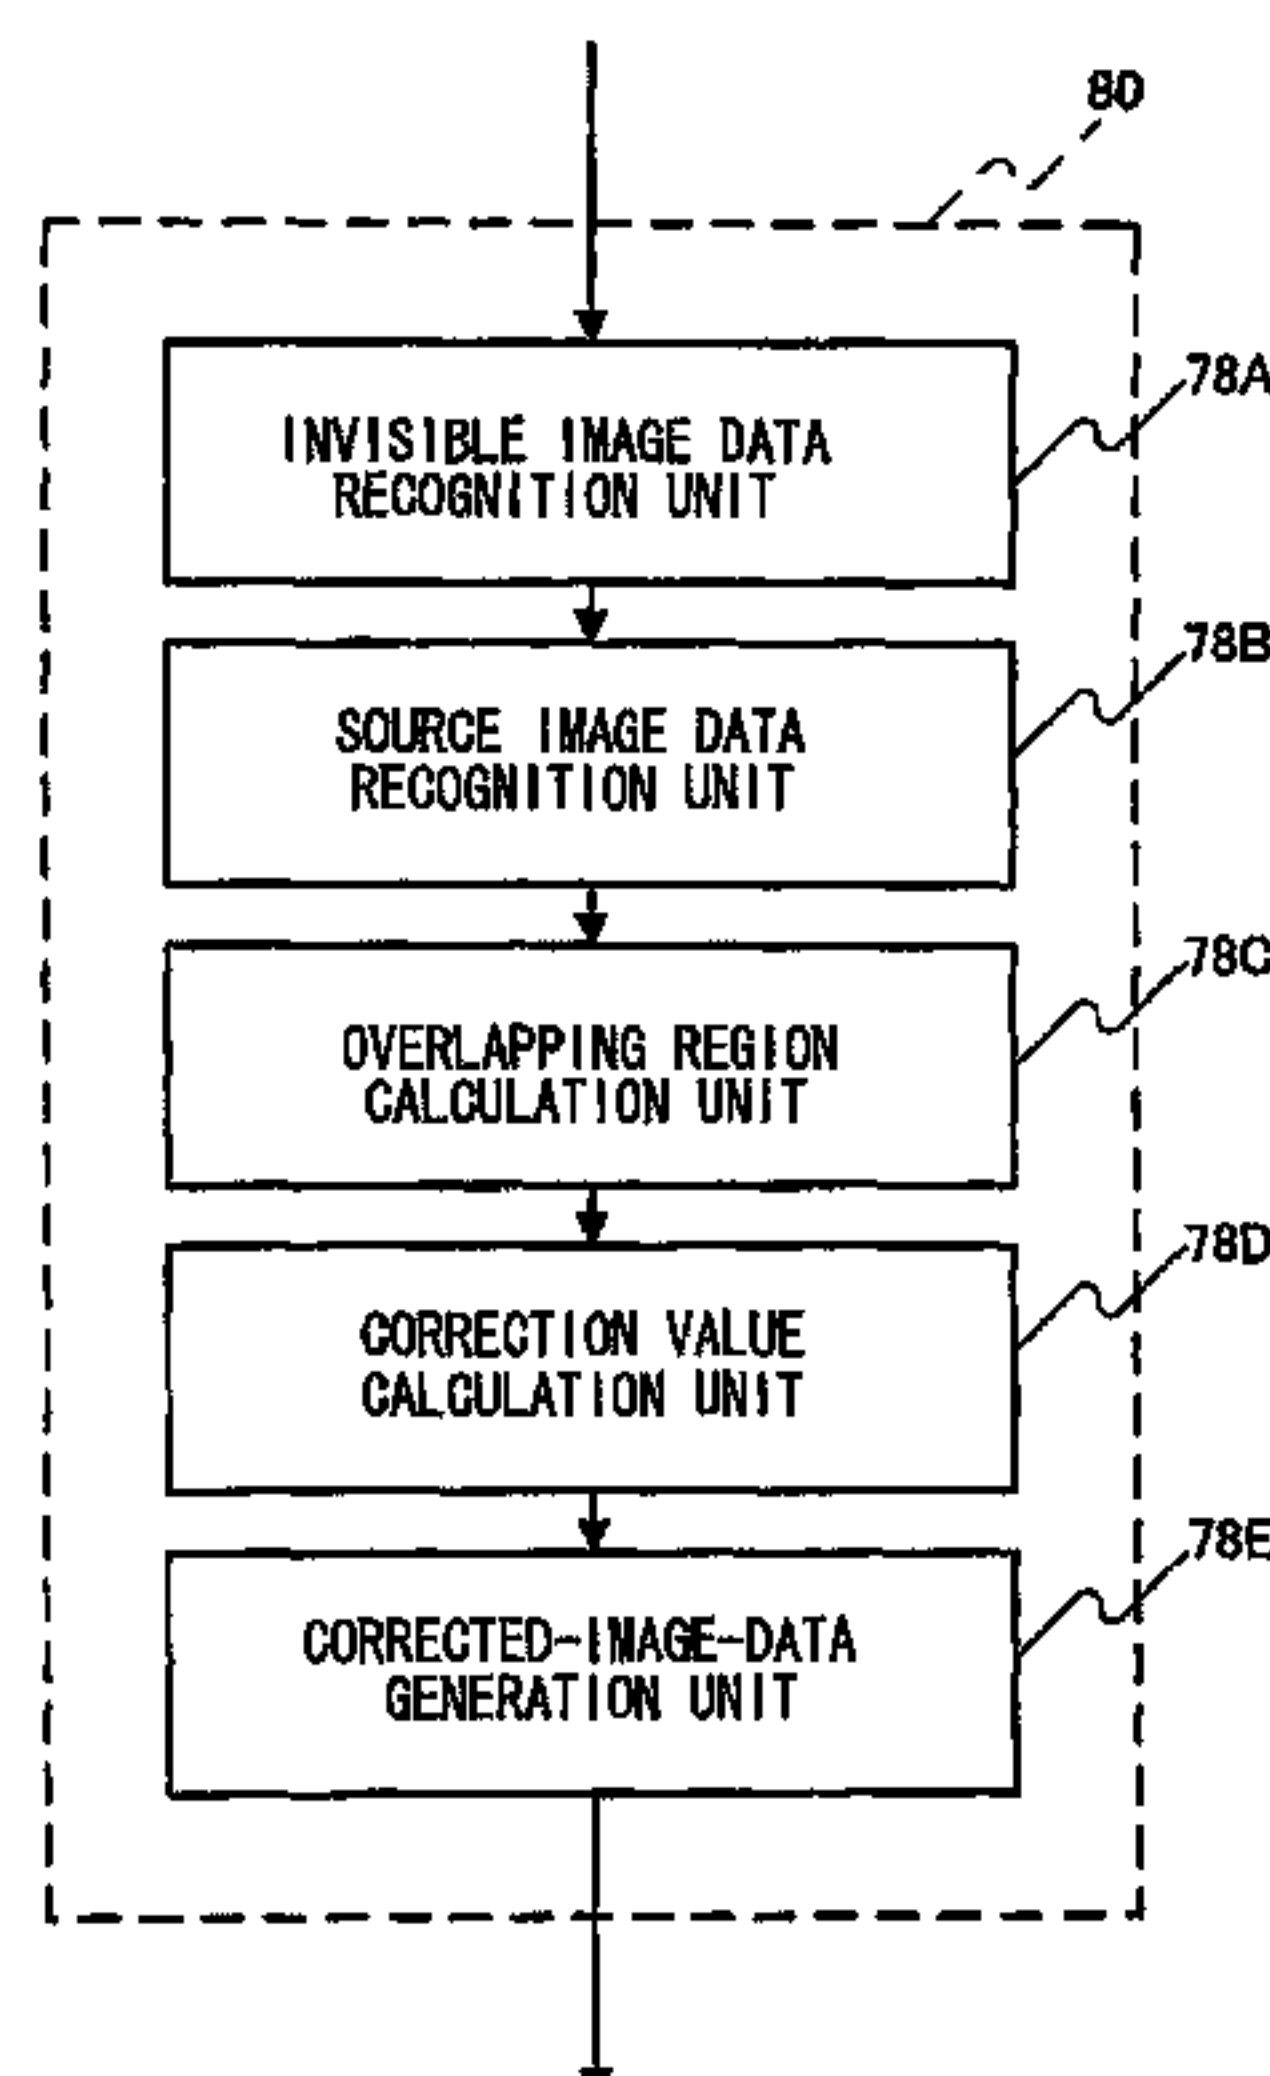 80
INVISIBLE IMAGE DATA
RECOGNITION UNIT
78A
SOURCE IMAGE DATA
RECOGNITION UNIT
78B
OVERLAPPING REGION
CALCULATION UNIT
78C
CORRECTION VALUE
CALCULATION UNIT
78D
CORRECTED-IMAGE-DATA
GENERATION UNIT
78E